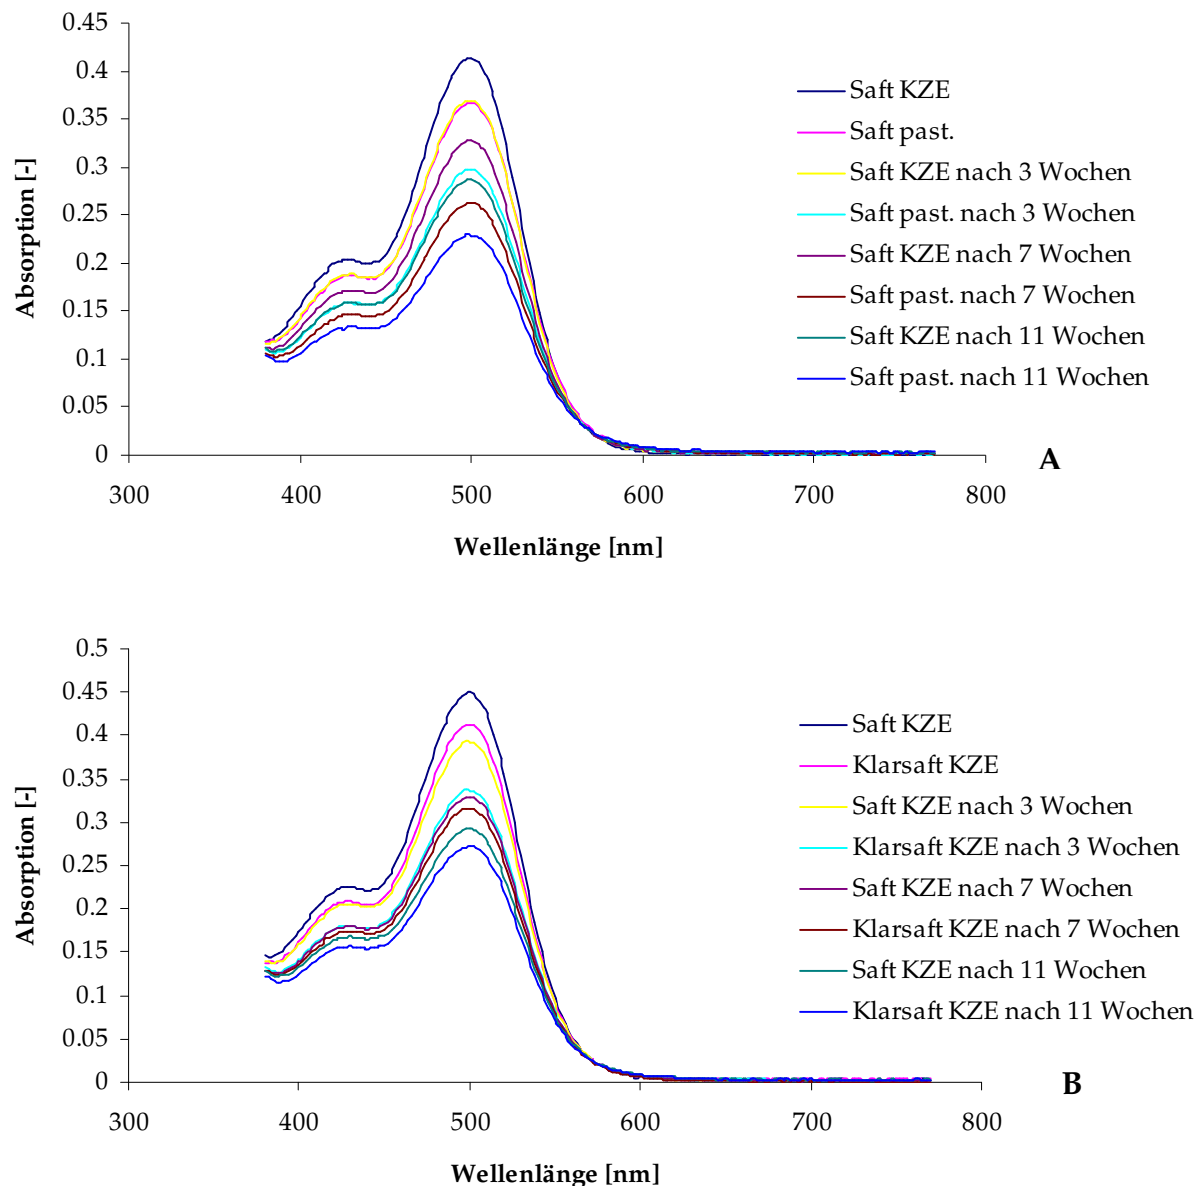 0.45
0.4
0.35
0.3
0.25
0.2
0.15
0.1
0.05
0
Absorption [-]
300 400 500 600 700 800
Wellenlänge [nm]
Saft KZE
Saft past.
Saft KZE nach 3 Wochen
Saft past. nach 3 Wochen
Saft KZE nach 7 Wochen
Saft past. nach 7 Wochen
Saft KZE nach 11 Wochen
Saft past. nach 11 Wochen
A
0.5
0.45
0.4
0.35
0.3
0.25
0.2
0.15
0.1
0.05
0
Absorption [-]
300 400 500 600 700 800
Wellenlänge [nm]
Saft KZE
Klarsaft KZE
Saft KZE nach 3 Wochen
Klarsaft KZE nach 3 Wochen
Saft KZE nach 7 Wochen
Klarsaft KZE nach 7 Wochen
Saft KZE nach 11 Wochen
Klarsaft KZE nach 11 Wochen
B